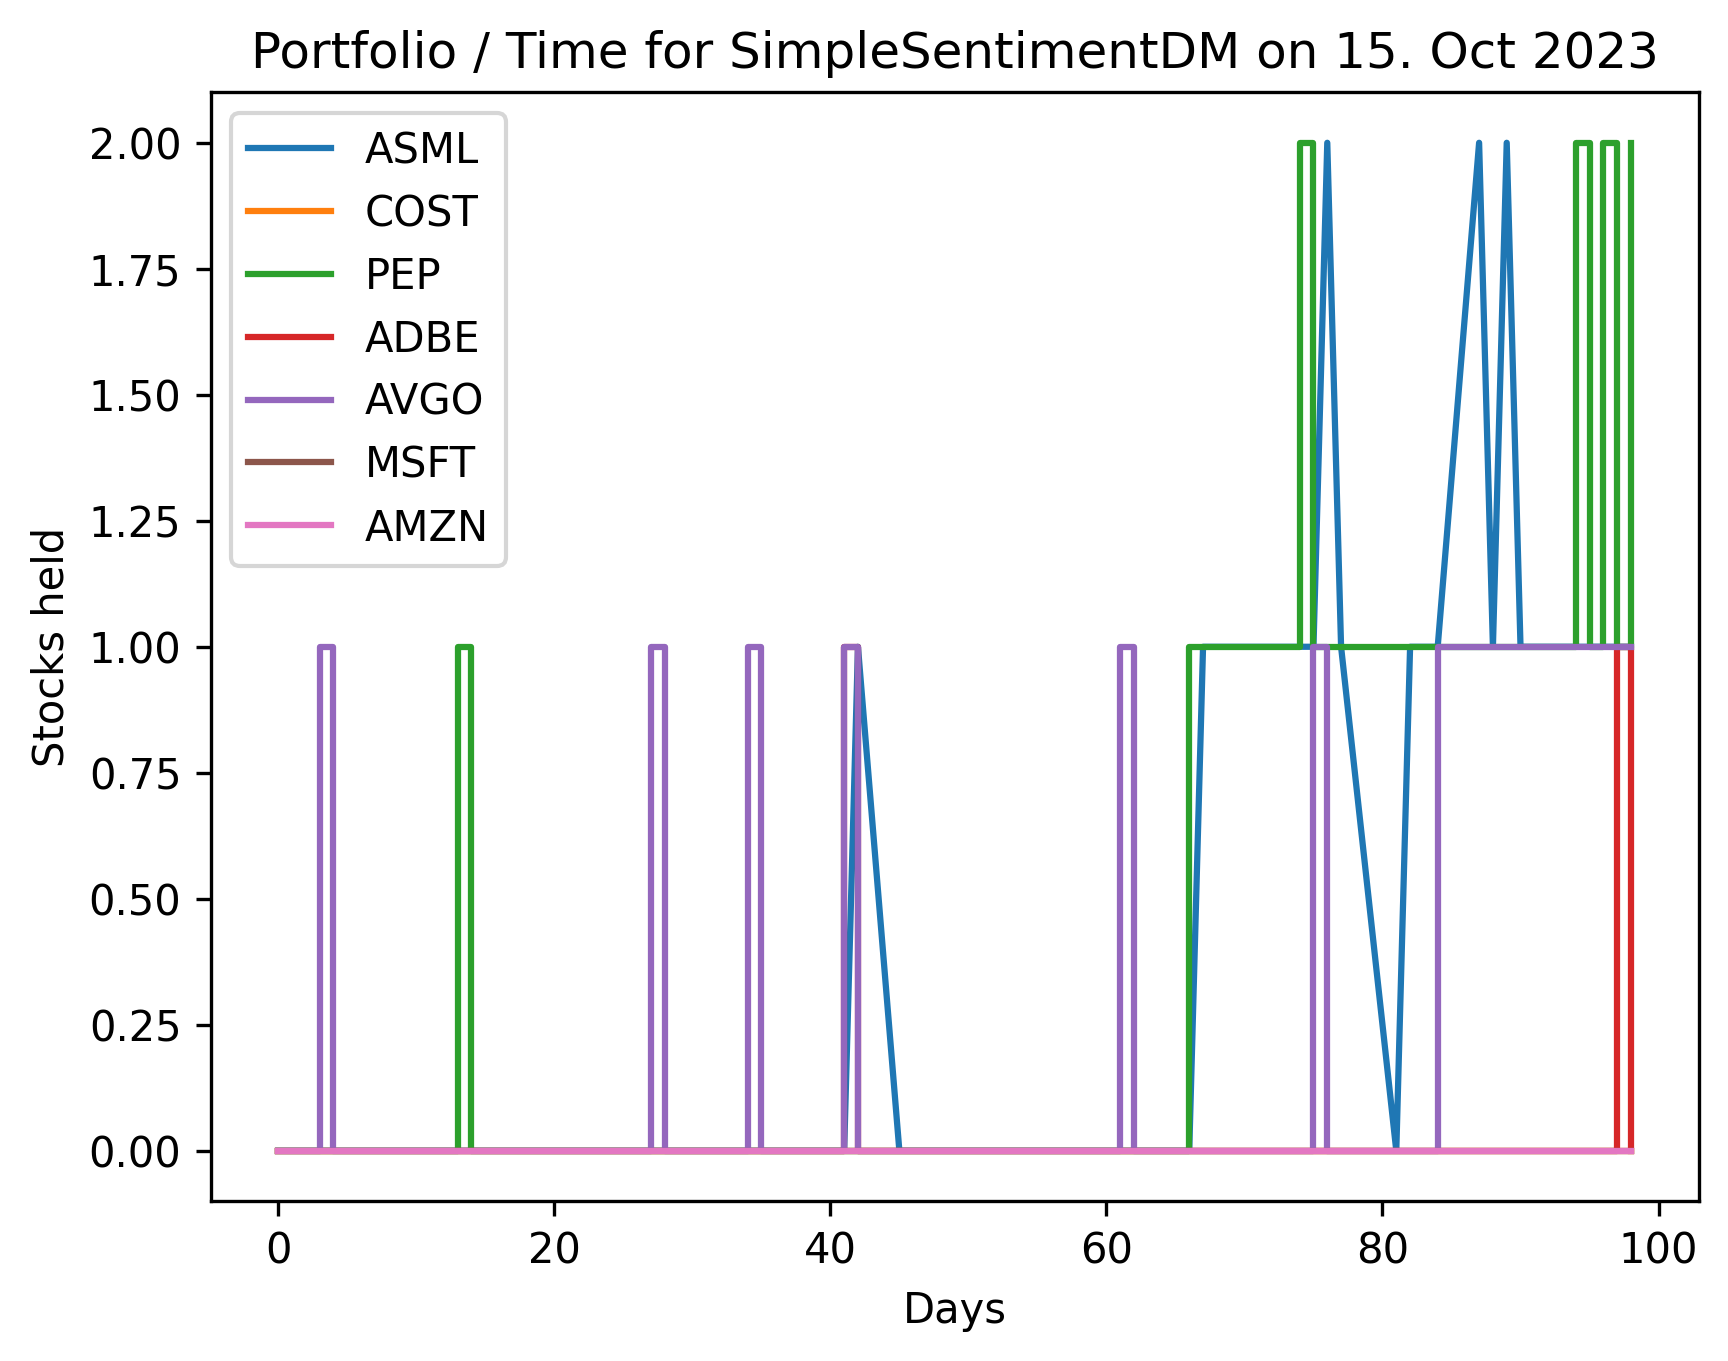 Portfolio / Time for SimpleSentimentDM on 15. Oct 2023
ASML
COST
PEP
ADBE
AVGO
MSFT
AMZN
2.00
1.75
1.50
1.25
1.00
0.75
0.50
0.25
0.00
Stocks held
0 20 40 60 80 100
Days